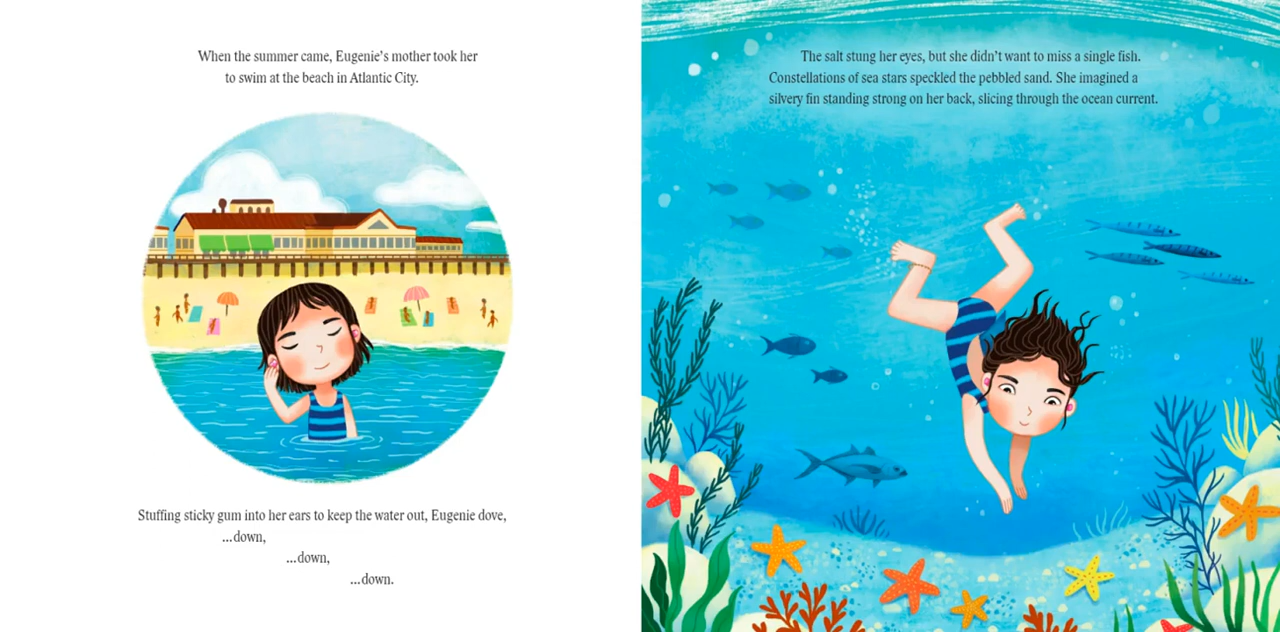 When the summer came, Eugenie’s mother took her
to swim at the beach in Atlantic City.
Stuffing sticky gum into her ears to keep the water out, Eugenie dove,
...down,
...down,
...down.
The salt stung her eyes, but she didn’t want to miss a single fish.
Constellations of sea stars speckled the pebbled sand. She imagined a
silvery fin standing strong on her back, slicing through the ocean current.